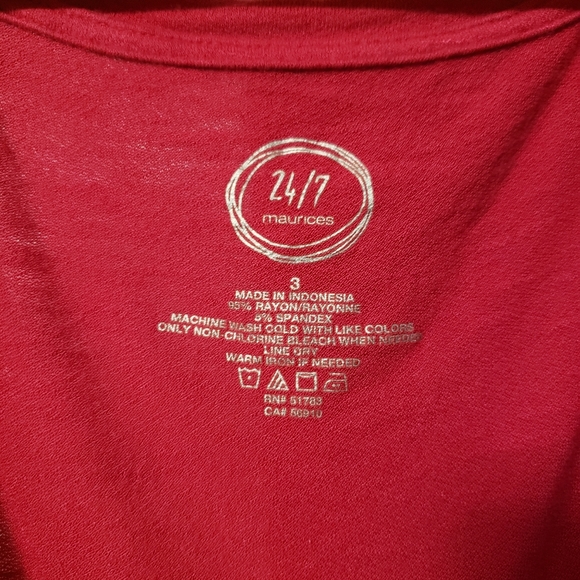 24/7
maurices
3
MADE IN INDONESIA
95% RAYON/RAYONNE
5% SPANDEX
MACHINE WASH COLD WITH LIKE COLORS
ONLY NON-CHLORINE BLEACH WHEN NEEDED
LINE DRY
WARM IRON IF NEEDED
RN# 51783
CA# 56910